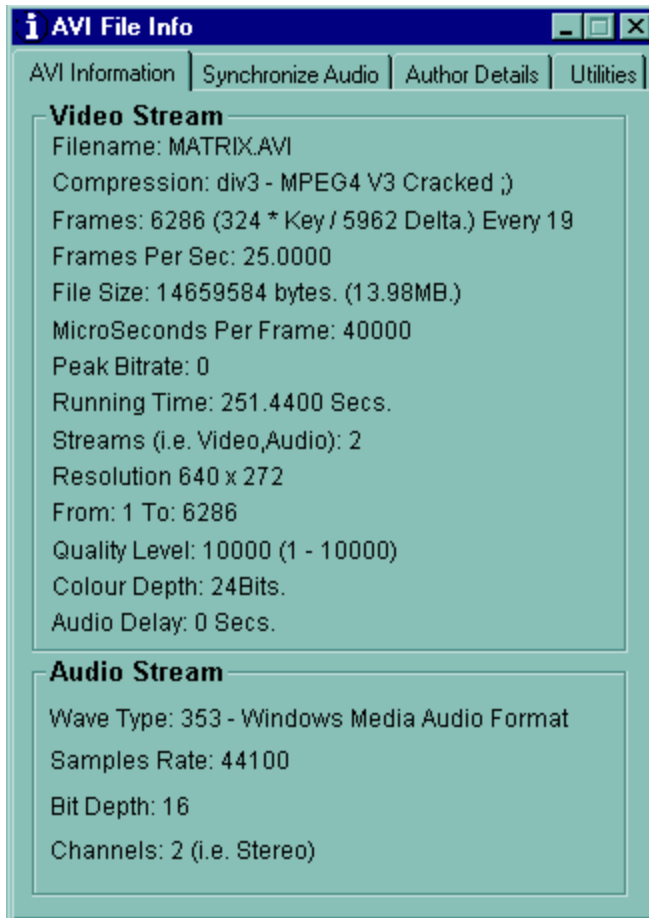 AVI File Info
AVI Information Synchronize Audio Author Details Utilities
Video Stream
Filename: MATRIX.AVI
Compression: div3 - MPEG4 V3 Cracked ;)
Frames: 6286 (324 * Key / 5962 Delta.) Every 19
Frames Per Sec: 25.0000
File Size: 14659584 bytes. (13.98MB.)
MicroSeconds Per Frame: 40000
Peak Bitrate: 0
Running Time: 251.4400 Secs.
Streams (i.e. Video,Audio): 2
Resolution 640 x 272
From: 1 To: 6286
Quality Level: 10000 (1 - 10000)
Colour Depth: 24Bits.
Audio Delay: 0 Secs.
Audio Stream
Wave Type: 353 - Windows Media Audio Format
Samples Rate: 44100
Bit Depth: 16
Channels: 2 (i.e. Stereo)